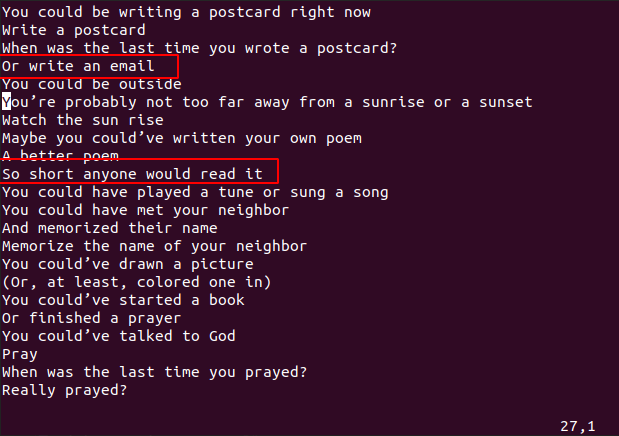 You could be writing a postcard right now
Write a postcard
When was the last time you wrote a postcard?
Or write an email
You could be outside
You’re probably not too far away from a sunrise or a sunset
Watch the sun rise
Maybe you could’ve written your own poem
A better poem
So short anyone would read it
You could have played a tune or sung a song
You could have met your neighbor
And memorized their name
Memorize the name of your neighbor
You could’ve drawn a picture
(Or, at least, colored one in)
You could’ve started a book
Or finished a prayer
You could’ve talked to God
Pray
When was the last time you prayed?
Really prayed?
27,1